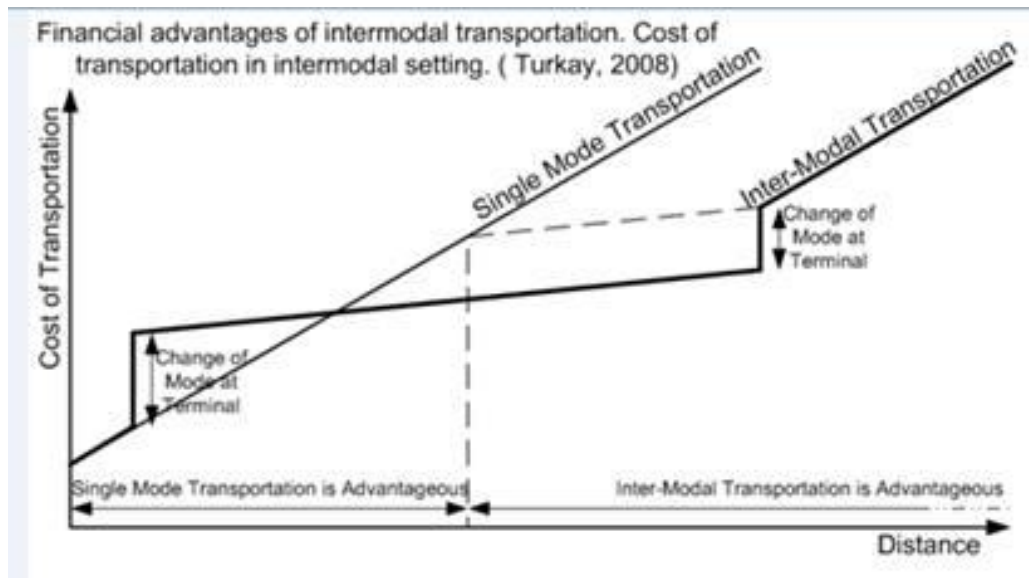 Financial advantages of intermodal transportation. Cost of
transportation in intermodal setting. ( Turkay, 2008)
Cost of Transportation
Single Mode Transportation
Inter-Modal Transportation
Change of
Mode at
Terminal
Change of
Mode at
Terminal
Single Mode Transportation is Advantageous
Inter-Modal Transportation is Advantageous
Distance